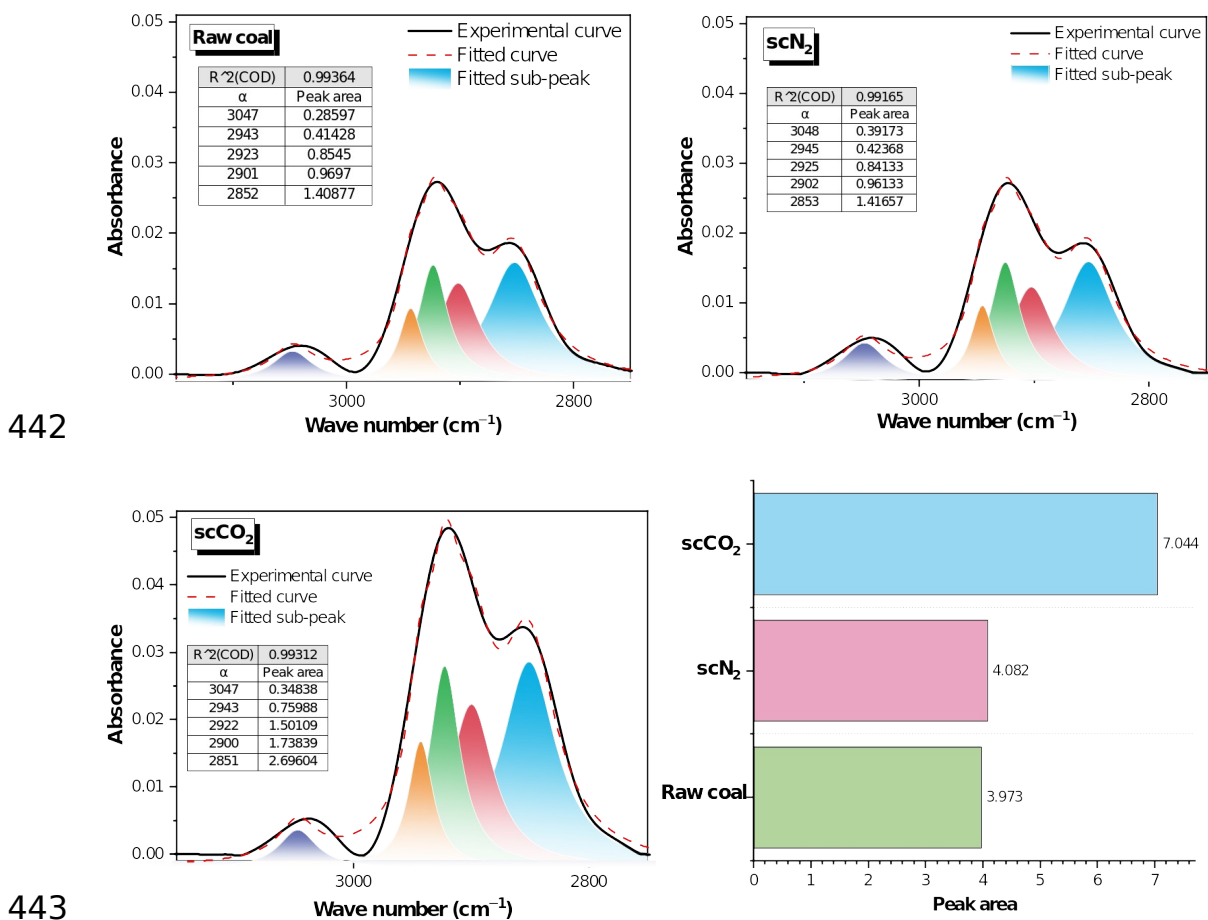 Raw coal
Experimental curve
Fitted curve
Fitted sub-peak
R^2(COD) 0.99364
α Peak area
3047 0.28597
2943 0.41428
2923 0.8545
2901 0.9697
2852 1.40877
0.05
0.04
0.03
0.02
0.01
0.00
Absorbance
3000 2800
Wave number (cm⁻¹)
scN₂
Experimental curve
Fitted curve
Fitted sub-peak
R^2(COD) 0.99165
α Peak area
3048 0.39173
2945 0.42368
2925 0.84133
2902 0.96133
2853 1.41657
0.05
0.04
0.03
0.02
0.01
0.00
Absorbance
3000 2800
Wave number (cm⁻¹)
442
scCO₂
Experimental curve
Fitted curve
Fitted sub-peak
R^2(COD) 0.99312
α Peak area
3047 0.34838
2943 0.75988
2922 1.50109
2900 1.73839
2851 2.69604
0.05
0.04
0.03
0.02
0.01
0.00
Absorbance
3000 2800
Wave number (cm⁻¹)
scCO₂ 7.044
scN₂ 4.082
Raw coal 3.973
0 1 2 3 4 5 6 7
Peak area
443